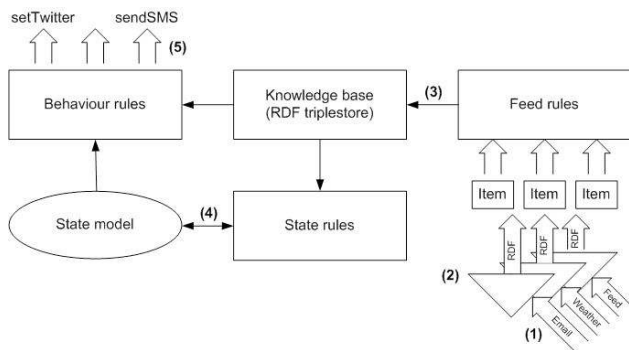 setTwitter
sendSMS
(5)
Behaviour rules
Knowledge base
(RDF triplestore)
(3)
Feed rules
Item
Item
Item
State model
(4)
State rules
RDF
RDF
RDF
(2)
(1)
Email
Weather
Feed